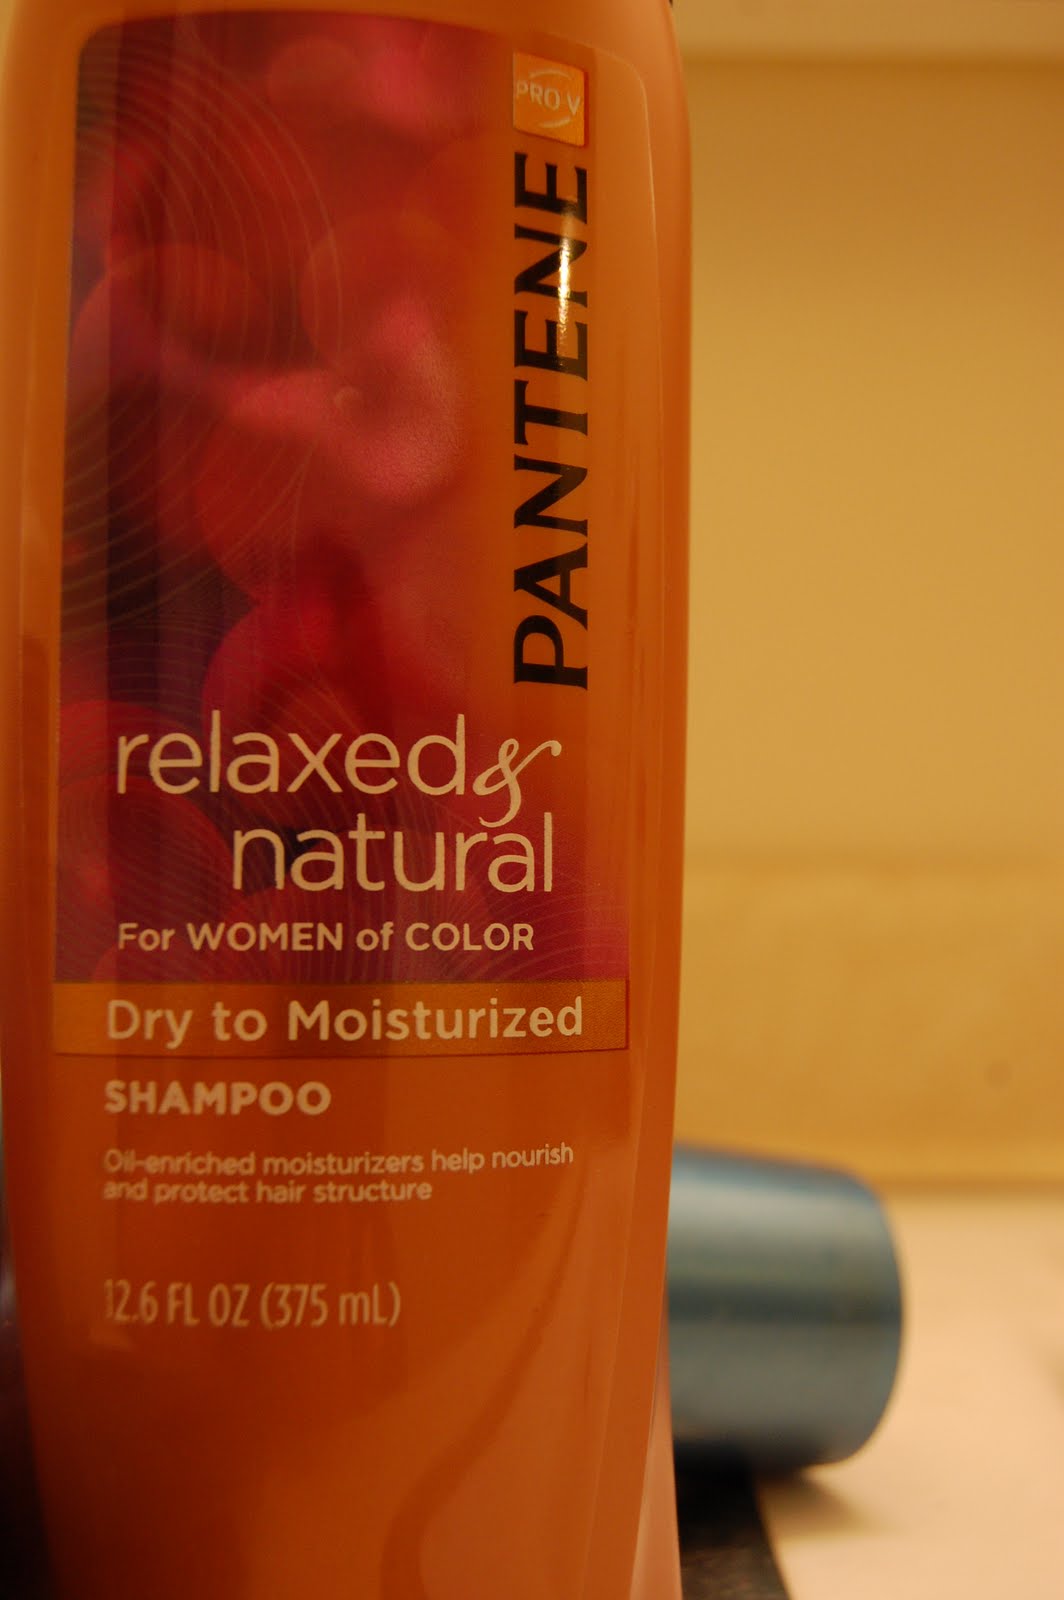 PRO-V
PANTENE
relaxed &
natural
For WOMEN of COLOR
Dry to Moisturized
SHAMPOO
Oil-enriched moisturizers help nourish
and protect hair structure
12.6 FL OZ (375 mL)